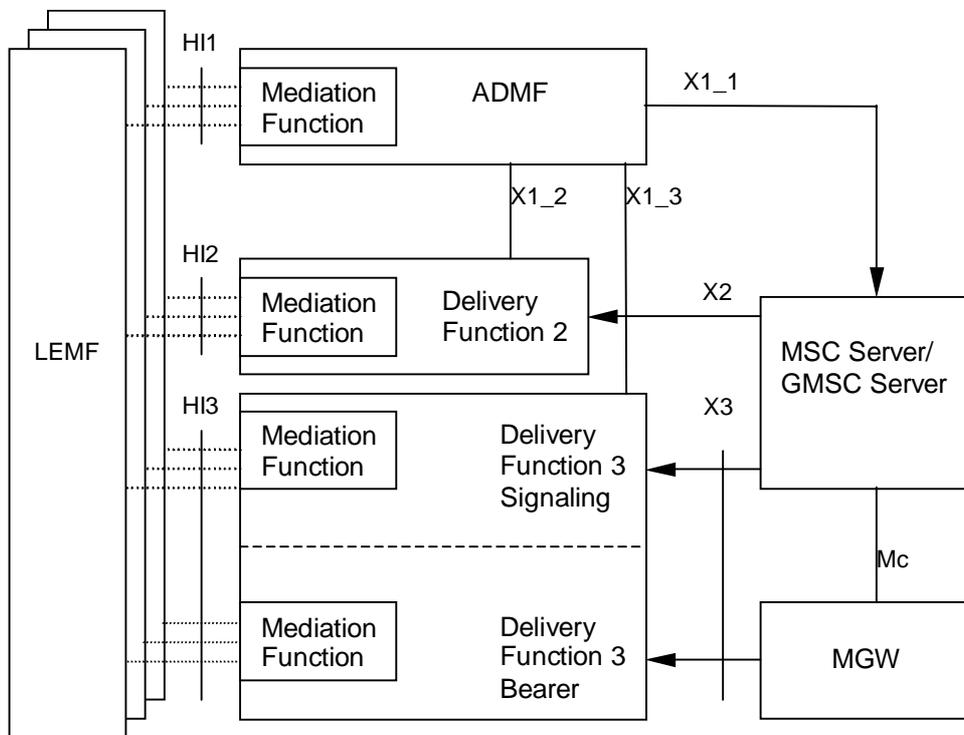 HI1
Mediation
Function
ADMF
X1_1
X1_2
X1_3
HI2
Mediation
Function
Delivery
Function 2
X2
LEMF
MSC Server/
GMSC Server
HI3
Mediation
Function
Delivery
Function 3
Signaling
X3
Mc
Mediation
Function
Delivery
Function 3
Bearer
MGW